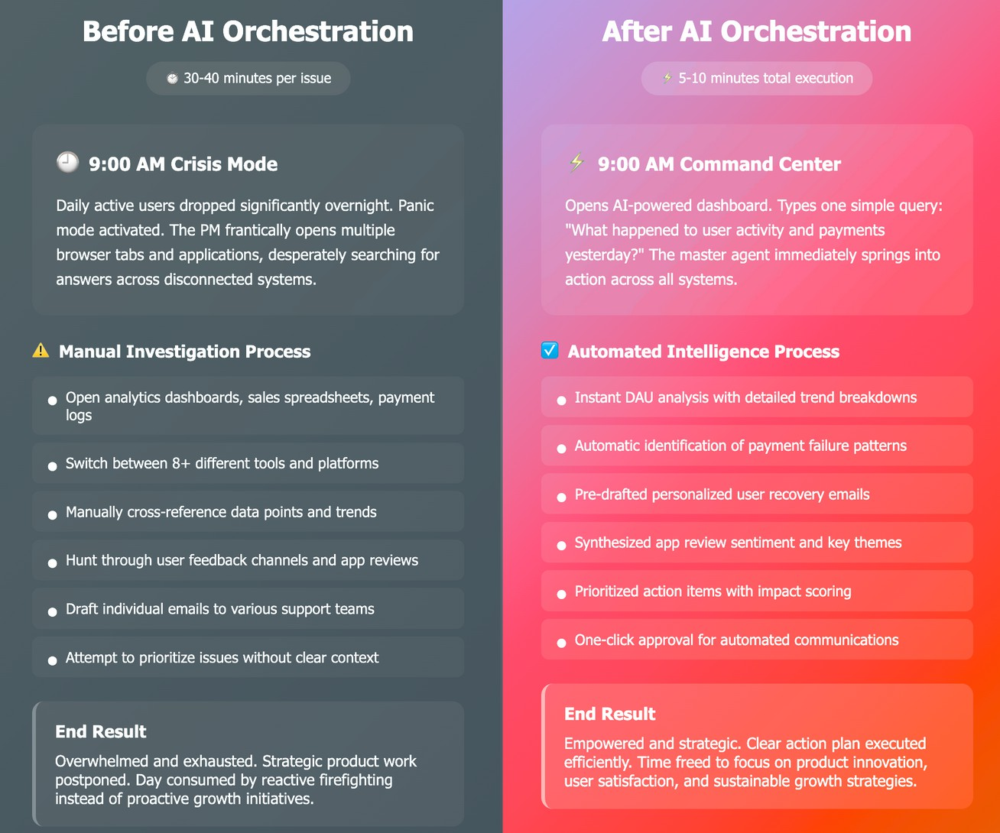 Before AI Orchestration
30-40 minutes per issue
9:00 AM Crisis Mode
Daily active users dropped significantly overnight. Panic
mode activated. The PM frantically opens multiple
browser tabs and applications, desperately searching for
answers across disconnected systems.
Manual Investigation Process
Open analytics dashboards, sales spreadsheets, payment
logs
Switch between 8+ different tools and platforms
Manually cross-reference data points and trends
Hunt through user feedback channels and app reviews
Draft individual emails to various support teams
Attempt to prioritize issues without clear context
End Result
Overwhelmed and exhausted. Strategic product work
postponed. Day consumed by reactive firefighting
instead of proactive growth initiatives.
After AI Orchestration
5-10 minutes total execution
9:00 AM Command Center
Opens AI-powered dashboard. Types one simple query:
"What happened to user activity and payments
yesterday?" The master agent immediately springs into
action across all systems.
Automated Intelligence Process
Instant DAU analysis with detailed trend breakdowns
Automatic identification of payment failure patterns
Pre-drafted personalized user recovery emails
Synthesized app review sentiment and key themes
Prioritized action items with impact scoring
One-click approval for automated communications
End Result
Empowered and strategic. Clear action plan executed
efficiently. Time freed to focus on product innovation,
user satisfaction, and sustainable growth strategies.